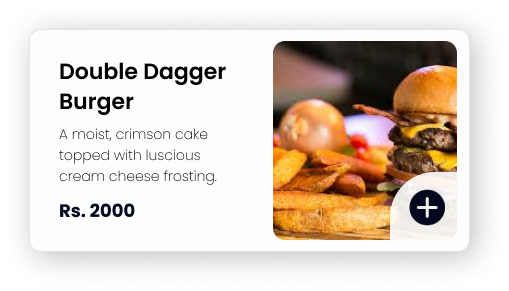 Double Dagger
Burger
A moist, crimson cake
topped with luscious
cream cheese frosting.
Rs. 2000